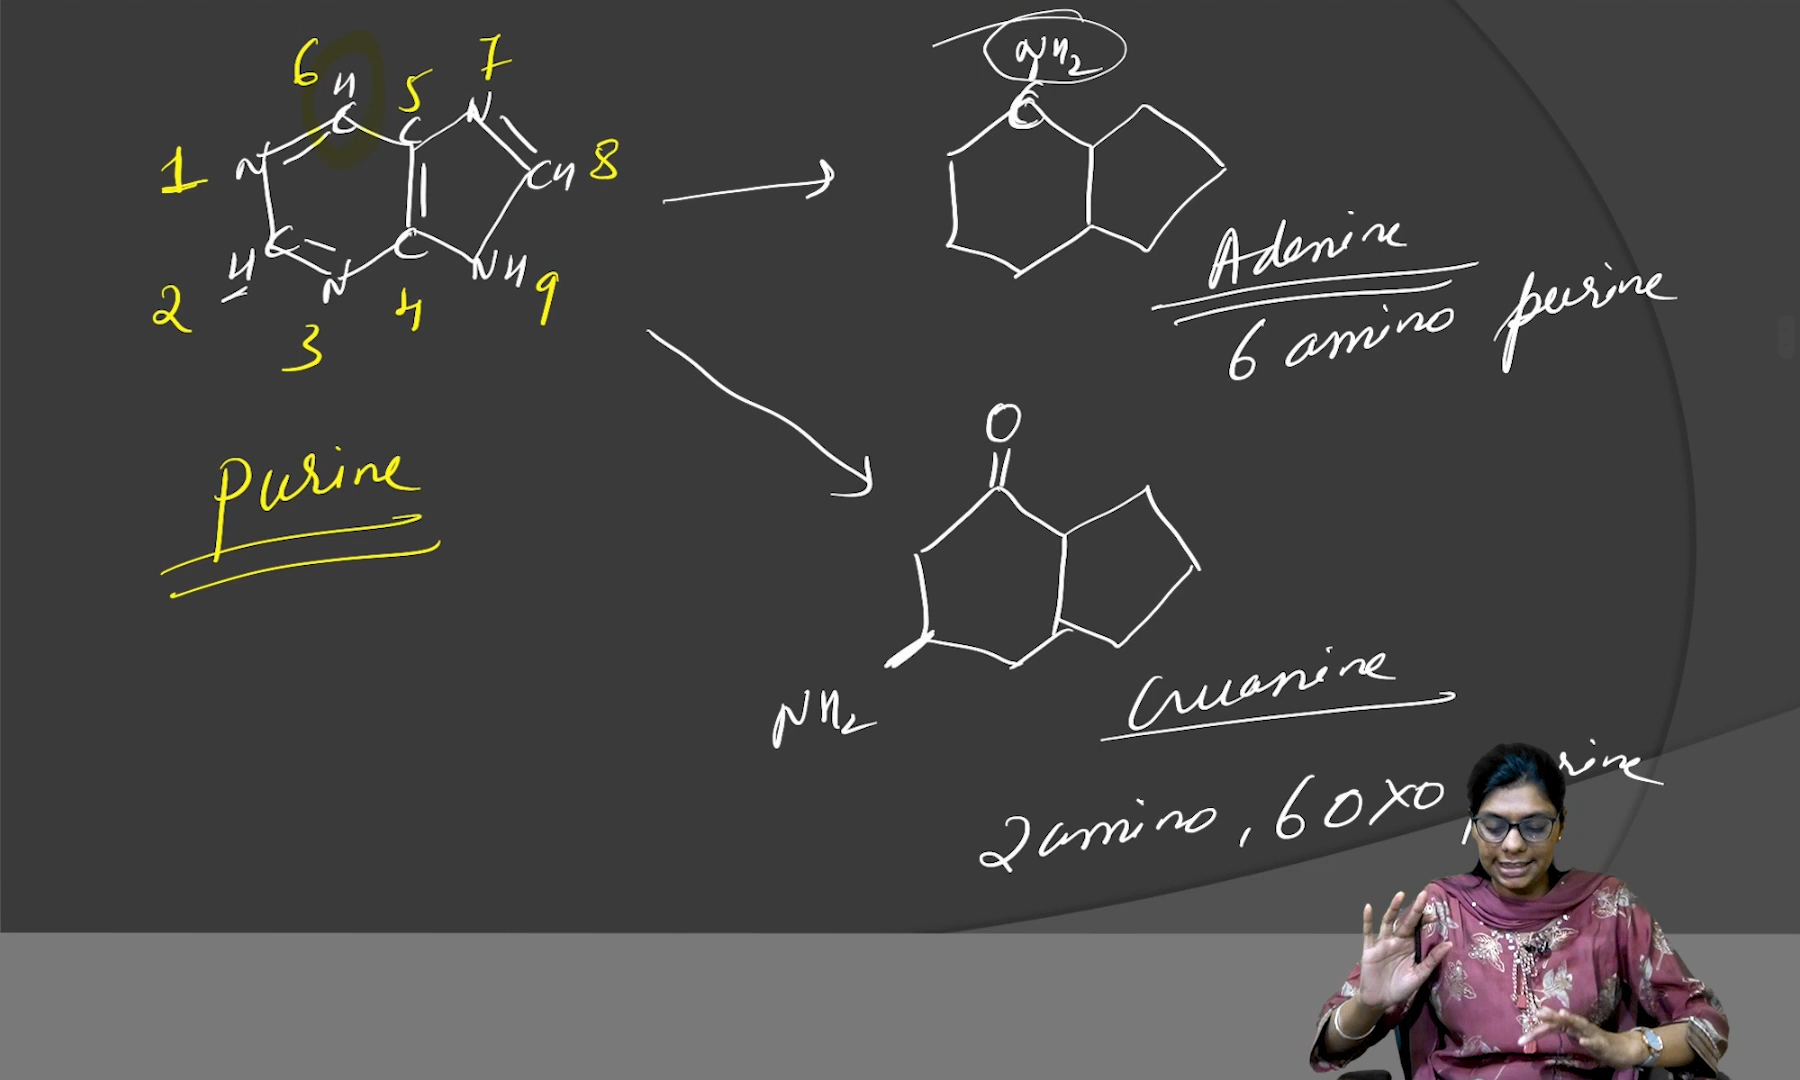 6
H
C
5
C
7
N
1
N
CH
8
H
C
N
C
NH
9
2
3
4
Purine
NH2
C
Adenine
6 amino purine
O
NH2
Guanine
2 amino, 6 oxo